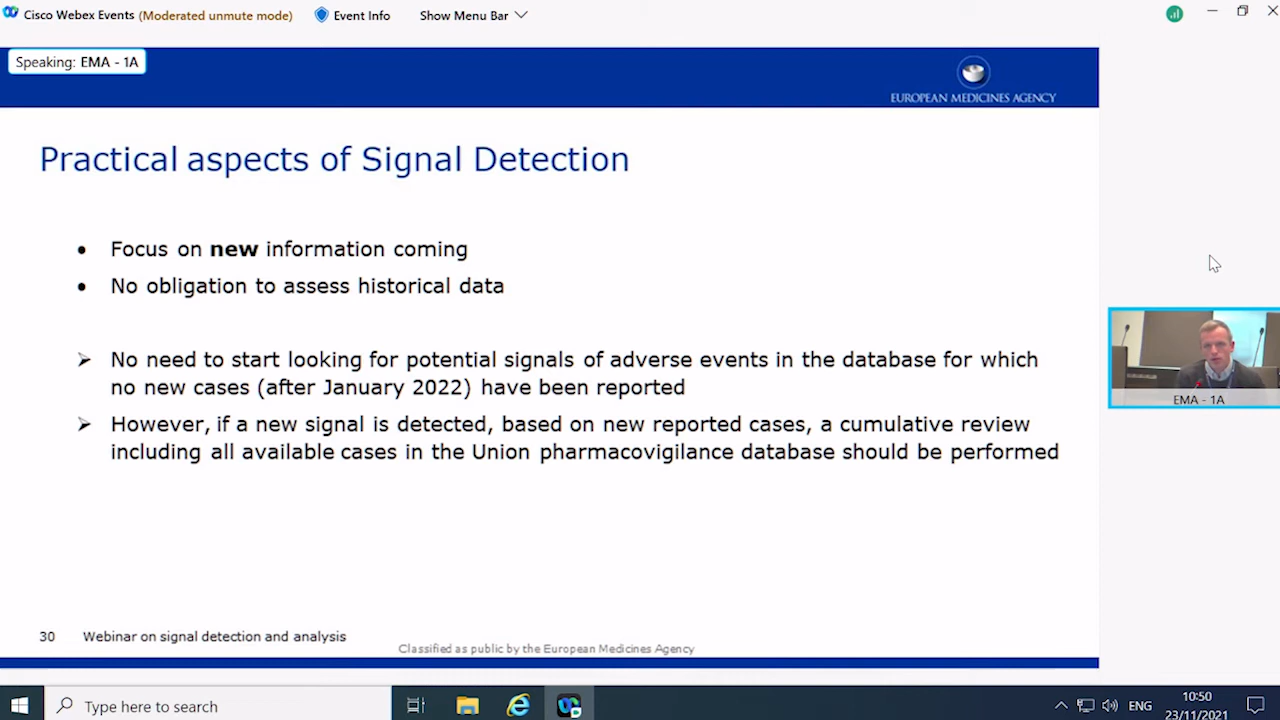 Cisco Webex Events (Moderated unmute mode) Event Info Show Menu Bar
Speaking: EMA - 1A
EUROPEAN MEDICINES AGENCY
Practical aspects of Signal Detection
• Focus on new information coming
• No obligation to assess historical data
➢ No need to start looking for potential signals of adverse events in the database for which
no new cases (after January 2022) have been reported
➢ However, if a new signal is detected, based on new reported cases, a cumulative review
including all available cases in the Union pharmacovigilance database should be performed
EMA - 1A
30 Webinar on signal detection and analysis
Classified as public by the European Medicines Agency
Type here to search
ENG
10:50
23/11/2021